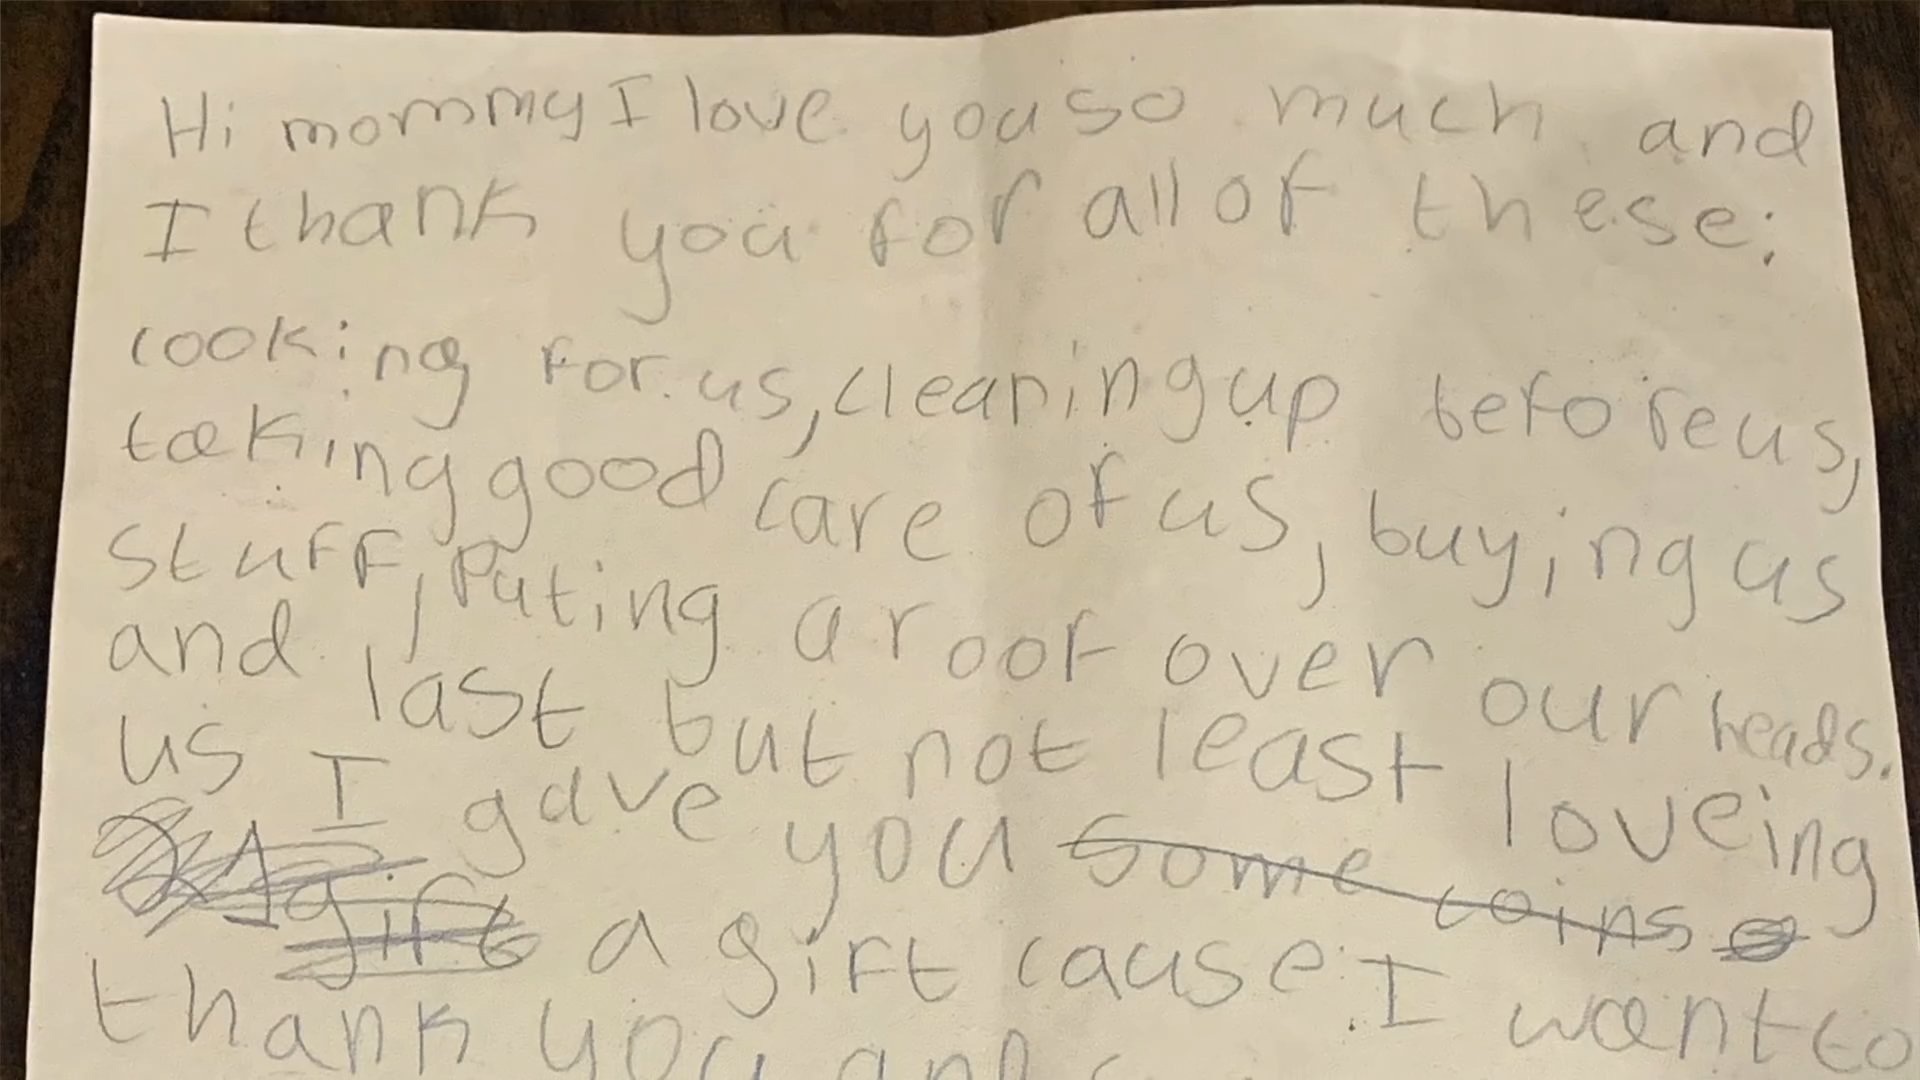 Hi mommy I love you so much and
I thank you for all of these:
cooking for us, cleaning up before us,
taking good care of us, buying us
stuff, Puting a roof over our heads.
and last but not least loveing
us I gave you some coins
gift a gift cause I want to
thank you and